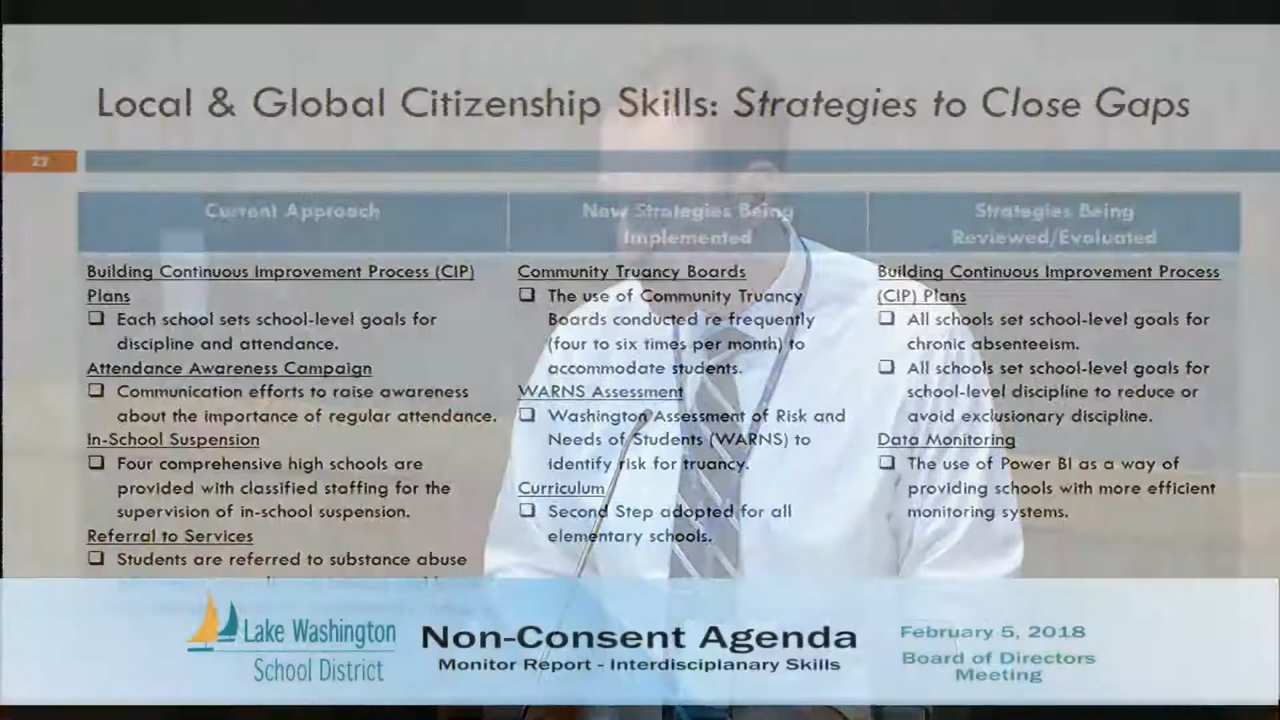 Local & Global Citizenship Skills: Strategies to Close Gaps
Current Approach
Building Continuous Improvement Process (CIP)
Plans
❑ Each school sets school-level goals for
discipline and attendance.
Attendance Awareness Campaign
❑ Communication efforts to raise awareness
about the importance of regular attendance.
In-School Suspension
❑ Four comprehensive high schools are
provided with classified staffing for the
supervision of in-school suspension.
Referral to Services
❑ Students are referred to substance abuse
New Strategies Being
Implemented
Community Truancy Boards
❑ The use of Community Truancy
Boards conducted re frequently
(four to six times per month) to
accommodate students.
WARNS Assessment
❑ Washington Assessment of Risk and
Needs of Students (WARNS) to
identify risk for truancy.
Curriculum
❑ Second Step adopted for all
elementary schools.
Strategies Being
Reviewed/Evaluated
Building Continuous Improvement Process
(CIP) Plans
❑ All schools set school-level goals for
chronic absenteeism.
❑ All schools set school-level goals for
school-level discipline to reduce or
avoid exclusionary discipline.
Data Monitoring
❑ The use of Power BI as a way of
providing schools with more efficient
monitoring systems.
Lake Washington
School District
Non-Consent Agenda
Monitor Report - Interdisciplinary Skills
February 5, 2018
Board of Directors
Meeting